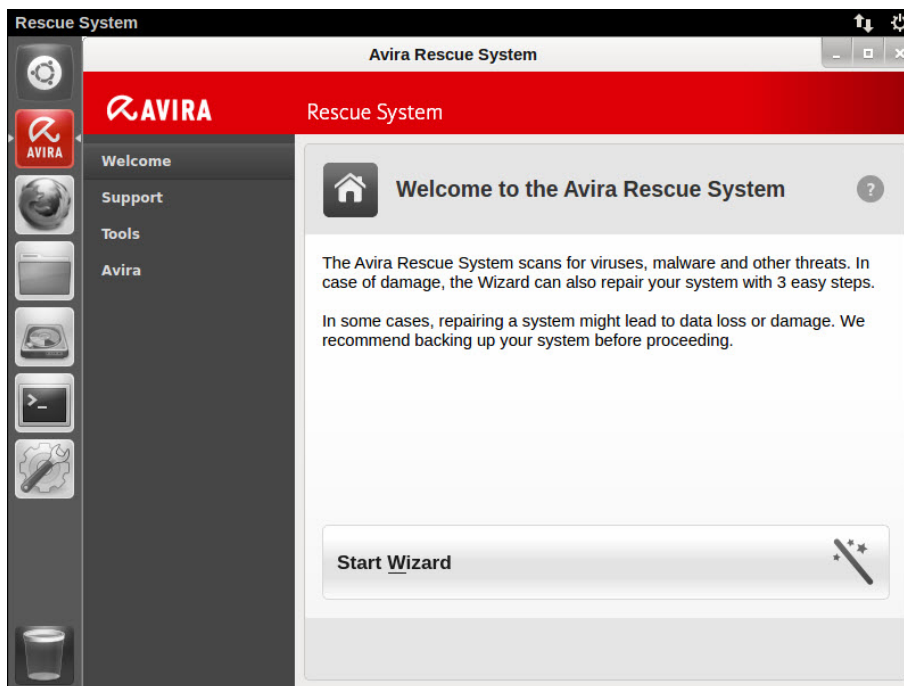 Rescue System
Avira Rescue System
AVIRA
Rescue System
AVIRA
Welcome
Support
Tools
Avira
Welcome to the Avira Rescue System
?
The Avira Rescue System scans for viruses, malware and other threats. In
case of damage, the Wizard can also repair your system with 3 easy steps.
In some cases, repairing a system might lead to data loss or damage. We
recommend backing up your system before proceeding.
>_
Start Wizard